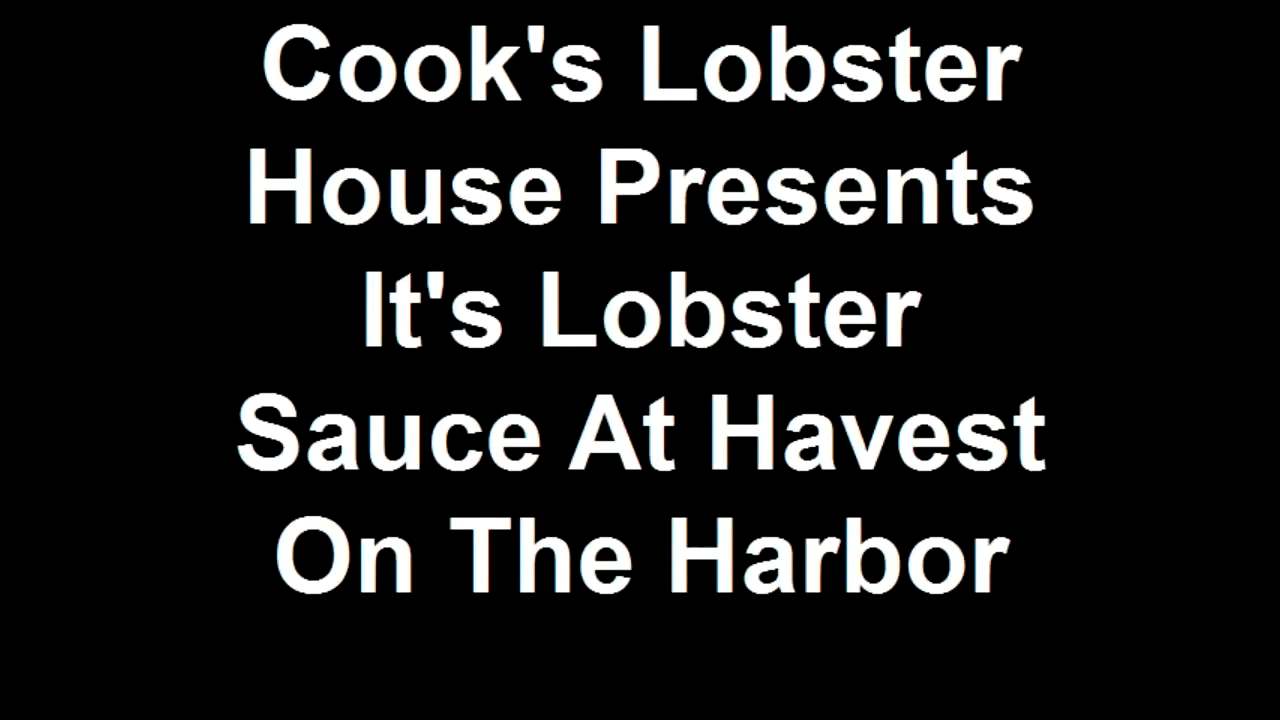 Cook's Lobster
House Presents
It's Lobster
Sauce At Havest
On The Harbor